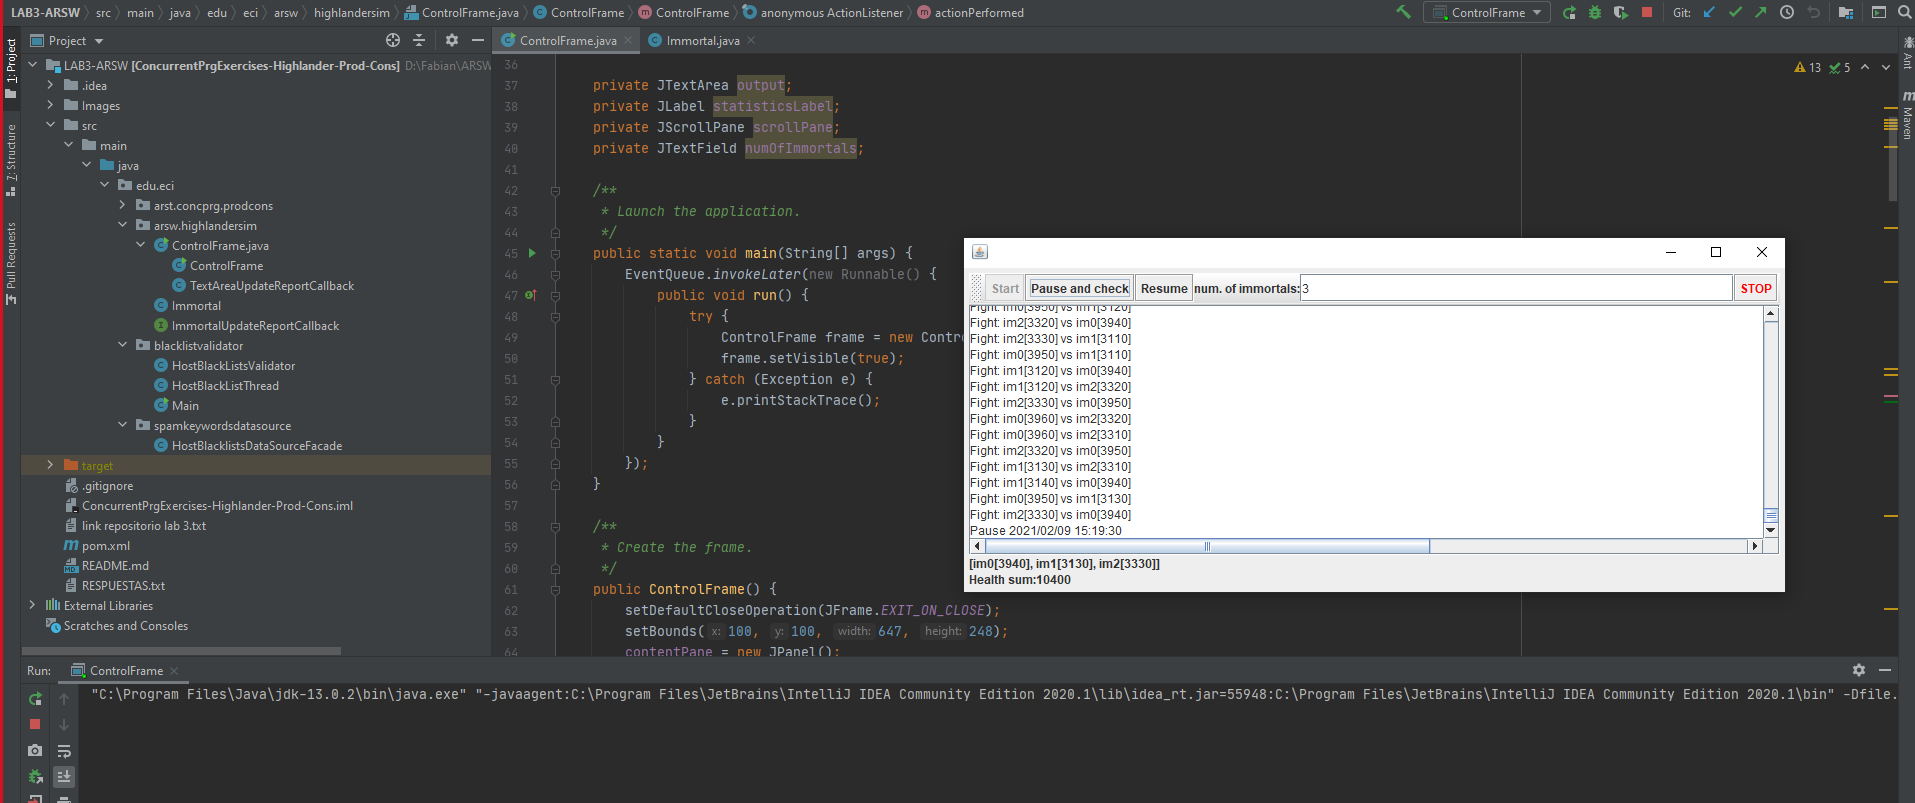 LAB3-ARSW src main java edu eci arsw highlandersim ControlFrame.java ControlFrame ControlFrame anonymous ActionListener actionPerformed
ControlFrame Git:
Project
ControlFrame.java Immortal.java
1: Project
7: Structure
Pull Requests
Ant
Maven
13 5
LAB3-ARSW [ConcurrentPrgExercises-Highlander-Prod-Cons] D:\Fabian\ARSW
.idea
Images
src
main
java
edu.eci
arst.concprg.prodcons
arsw.highlandersim
ControlFrame.java
ControlFrame
TextAreaUpdateReportCallback
Immortal
ImmortalUpdateReportCallback
blacklistvalidator
HostBlackListsValidator
HostBlackListThread
Main
spamkeywordsdatasource
HostBlacklistsDataSourceFacade
target
.gitignore
ConcurrentPrgExercises-Highlander-Prod-Cons.iml
link repositorio lab 3.txt
pom.xml
README.md
RESPUESTAS.txt
External Libraries
Scratches and Consoles
36
37 private JTextArea output;
38 private JLabel statisticsLabel;
39 private JScrollPane scrollPane;
40 private JTextField numOfImmortals;
41
42 /**
43 * Launch the application.
44 */
45 public static void main(String[] args) {
46 EventQueue.invokeLater(new Runnable() {
47 public void run() {
48 try {
49 ControlFrame frame = new Contro
50 frame.setVisible(true);
51 } catch (Exception e) {
52 e.printStackTrace();
53 }
54 }
55 });
56 }
57
58 /**
59 * Create the frame.
60 */
61 public ControlFrame() {
62 setDefaultCloseOperation(JFrame.EXIT_ON_CLOSE);
63 setBounds( x: 100, y: 100, width: 647, height: 248);
64 contentPane = new JPanel();
Start Pause and check Resume num. of immortals: 3 STOP
Fight: im0[3950] vs im1[3120]
Fight: im2[3320] vs im0[3940]
Fight: im2[3330] vs im1[3110]
Fight: im0[3950] vs im1[3110]
Fight: im1[3120] vs im0[3940]
Fight: im1[3120] vs im2[3320]
Fight: im2[3330] vs im0[3950]
Fight: im0[3960] vs im2[3320]
Fight: im0[3960] vs im2[3310]
Fight: im2[3320] vs im0[3950]
Fight: im1[3130] vs im2[3310]
Fight: im1[3140] vs im0[3940]
Fight: im0[3950] vs im1[3130]
Fight: im2[3330] vs im0[3940]
Pause 2021/02/09 15:19:30
[im0[3940], im1[3130], im2[3330]]
Health sum:10400
Run: ControlFrame
"C:\Program Files\Java\jdk-13.0.2\bin\java.exe" "-javaagent:C:\Program Files\JetBrains\IntelliJ IDEA Community Edition 2020.1\lib\idea_rt.jar=55948:C:\Program Files\JetBrains\IntelliJ IDEA Community Edition 2020.1\bin" -Dfile.